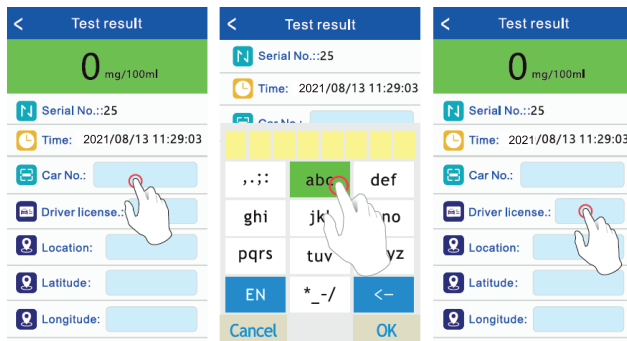 < Test result
0 mg/100ml
Serial No.::25
Time: 2021/08/13 11:29:03
Car No.:
Driver license.:
Location:
Latitude:
Longitude:
< Test result
Serial No.::25
Time: 2021/08/13 11:29:03
Car No.:
,.;:
abc
def
ghi
pqrs
tuv
EN
*_-/
<-
Cancel
OK
< Test result
0 mg/100ml
Serial No.::25
Time: 2021/08/13 11:29:03
Car No.:
Driver license.:
Location:
Latitude:
Longitude: